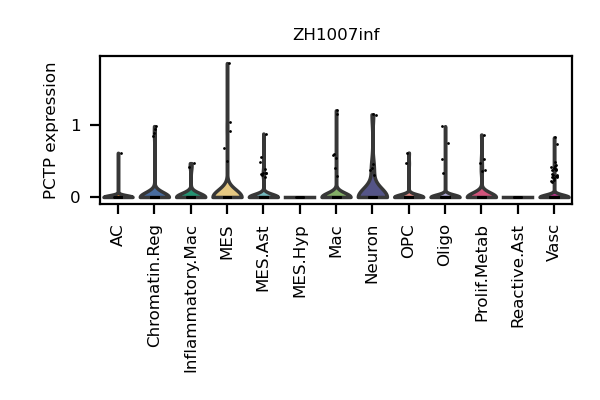 ZH1007inf
PCTP expression
1
0
AC
Chromatin.Reg
Inflammatory.Mac
MES
MES.Ast
MES.Hyp
Mac
Neuron
OPC
Oligo
Prolif.Metab
Reactive.Ast
Vasc